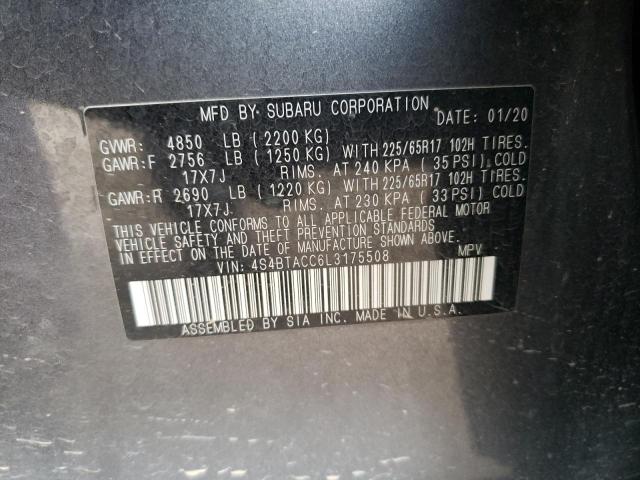 MFD BY SUBARU CORPORATION DATE: 01/20
GVWR: 4850 LB (2200 KG)
GAWR:F 2756 LB (1250 KG) WITH 225/65R17 102H TIRES.
17X7J RIMS. AT 240 KPA (35 PSI) COLD
GAWR:R 2690 LB (1220 KG) WITH 225/65R17 102H TIRES.
17X7J. RIMS. AT 230 KPA (33 PSI) COLD
THIS VEHICLE CONFORMS TO ALL APPLICABLE FEDERAL MOTOR
VEHICLE SAFETY, BUMPER, AND THEFT PREVENTION STANDARDS
IN EFFECT ON THE DATE OF MANUFACTURE SHOWN ABOVE.
VIN: 4S4BTACC6L3175508 MPV
ASSEMBLED BY SIA INC. MADE IN U.S.A.